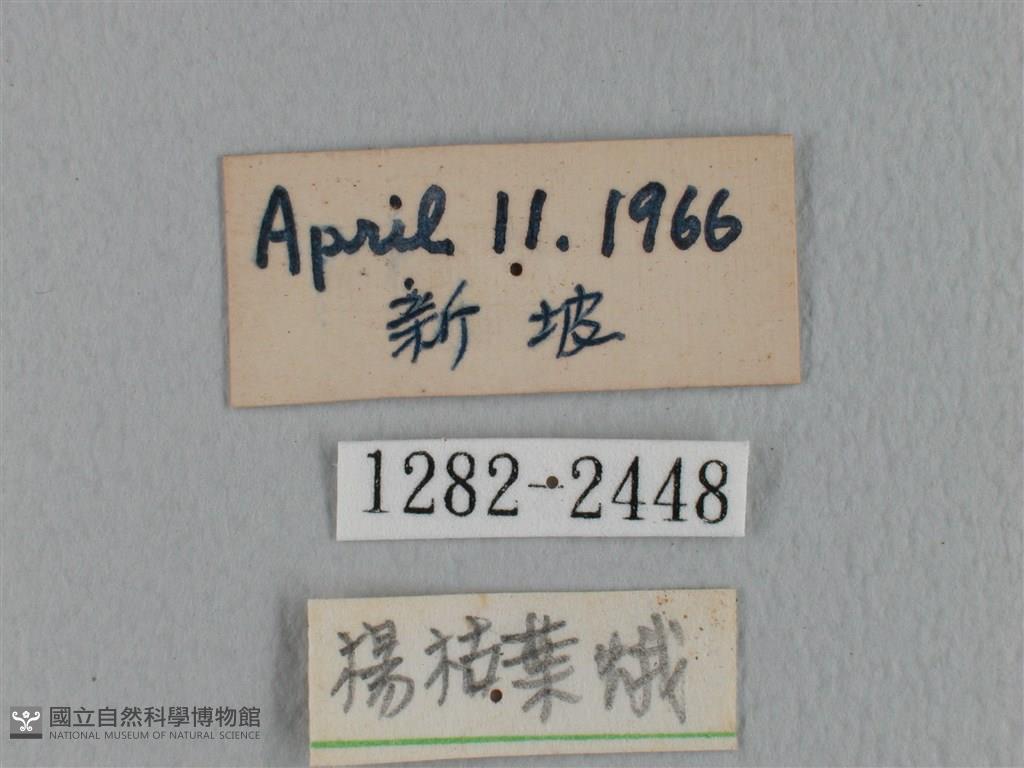 April 11. 1966
新坡
1282-2448
楊枯葉蛾
國立自然科學博物館
NATIONAL MUSEUM OF NATURAL SCIENCE